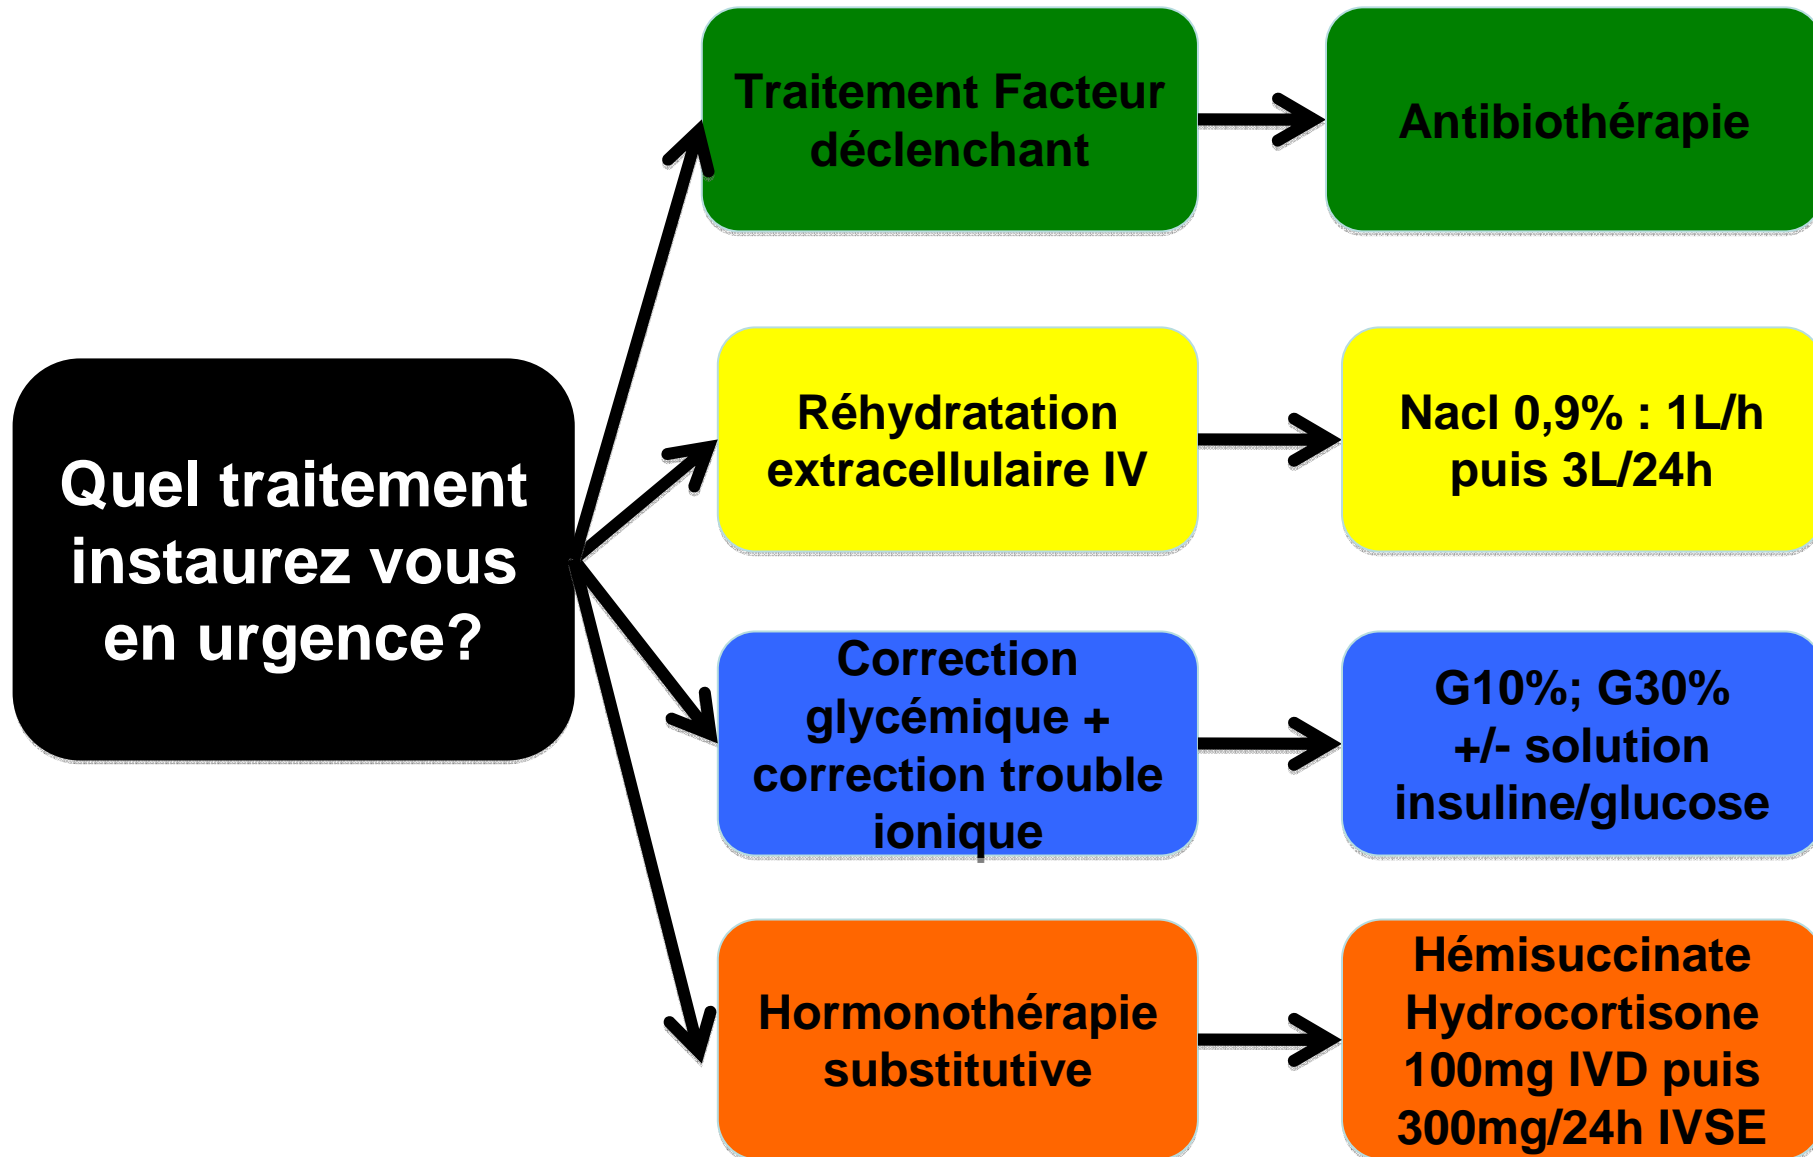 Quel traitement
instaurez vous
en urgence?
Traitement Facteur
déclenchant
Antibiothérapie
Réhydratation
extracellulaire IV
Nacl 0,9% : 1L/h
puis 3L/24h
Correction
glycémique +
correction trouble
ionique
G10%; G30%
+/- solution
insuline/glucose
Hormonothérapie
substitutive
Hémisuccinate
Hydrocortisone
100mg IVD puis
300mg/24h IVSE